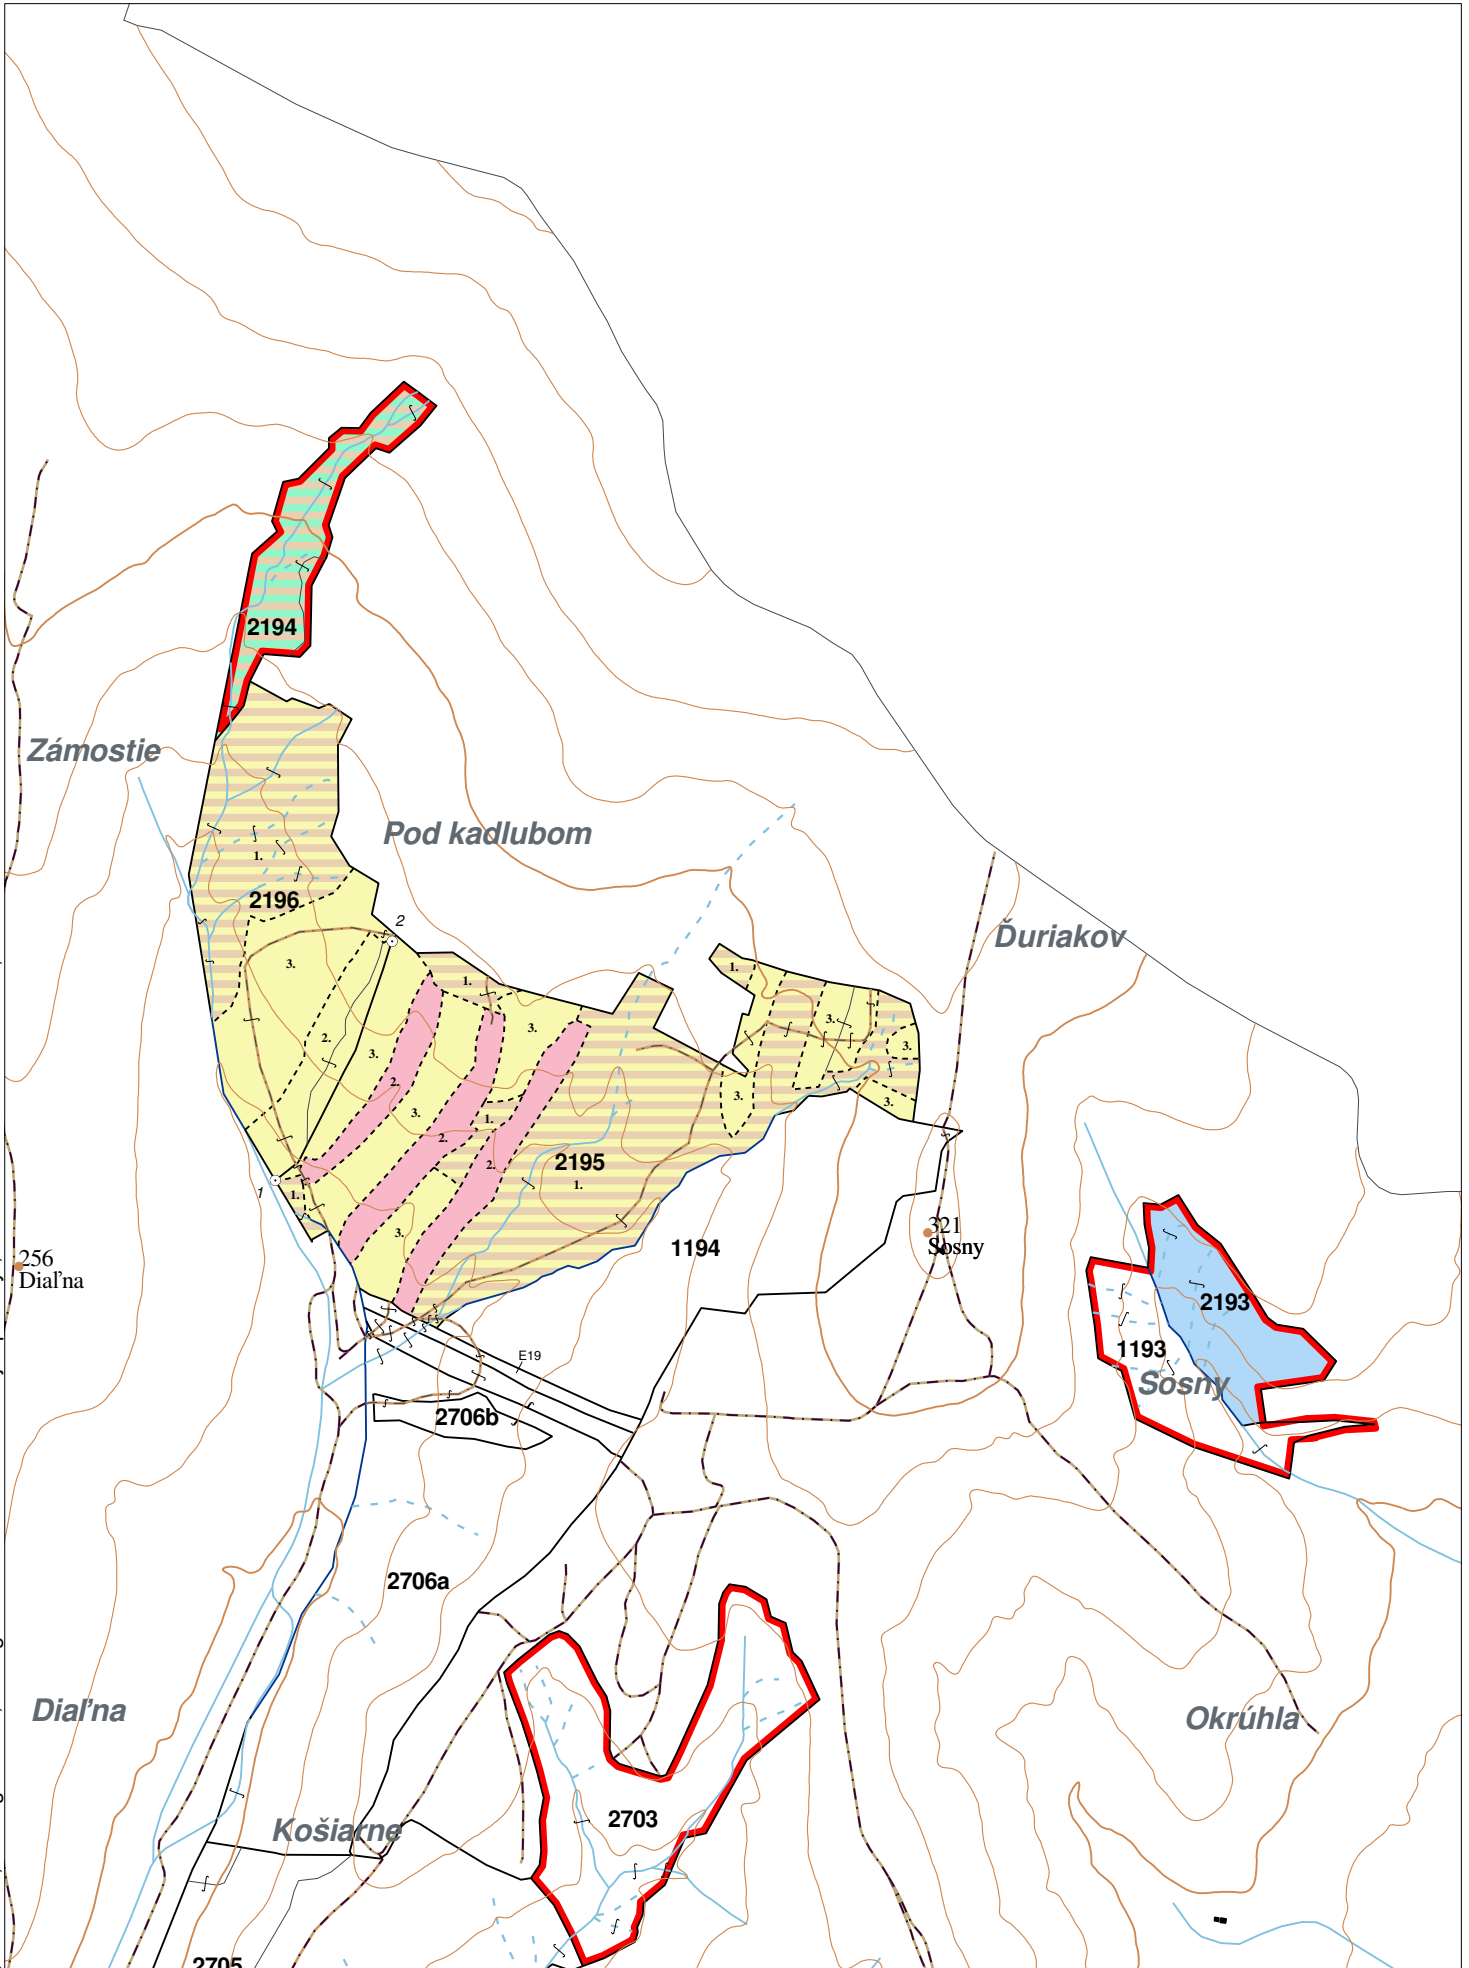 2194
Zámostie
Pod kadlubom
1.
2196
2
Ďuriakov
3.
1.
1.
3.
3.
2.
3.
3.
2.
3.
3.
3.
1.
2.
2195
2.
1.
1.
1
3.
1194
321
Sosny
256
Diaľna
2193
1193
E19
Sosny
2706b
2706a
Diaľna
Okrúhla
2703
Košiarne
2705